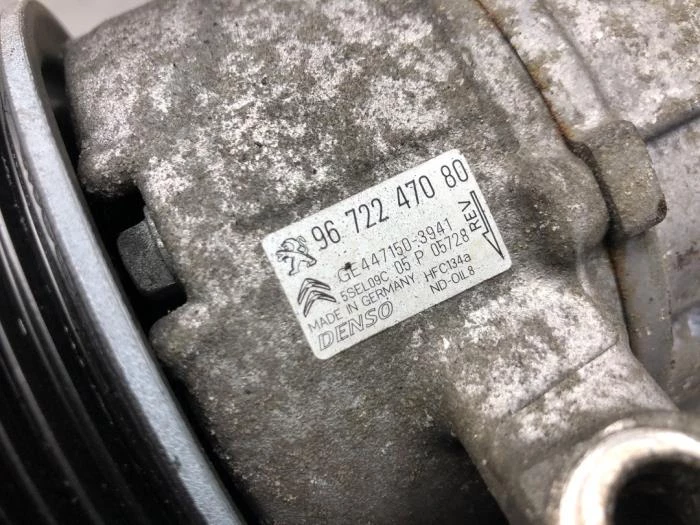 96 722 470 80
GE447150-3941
5SEL09C 05 P 05728
MADE IN GERMANY HFC134a
DENSO ND-OIL8
REV